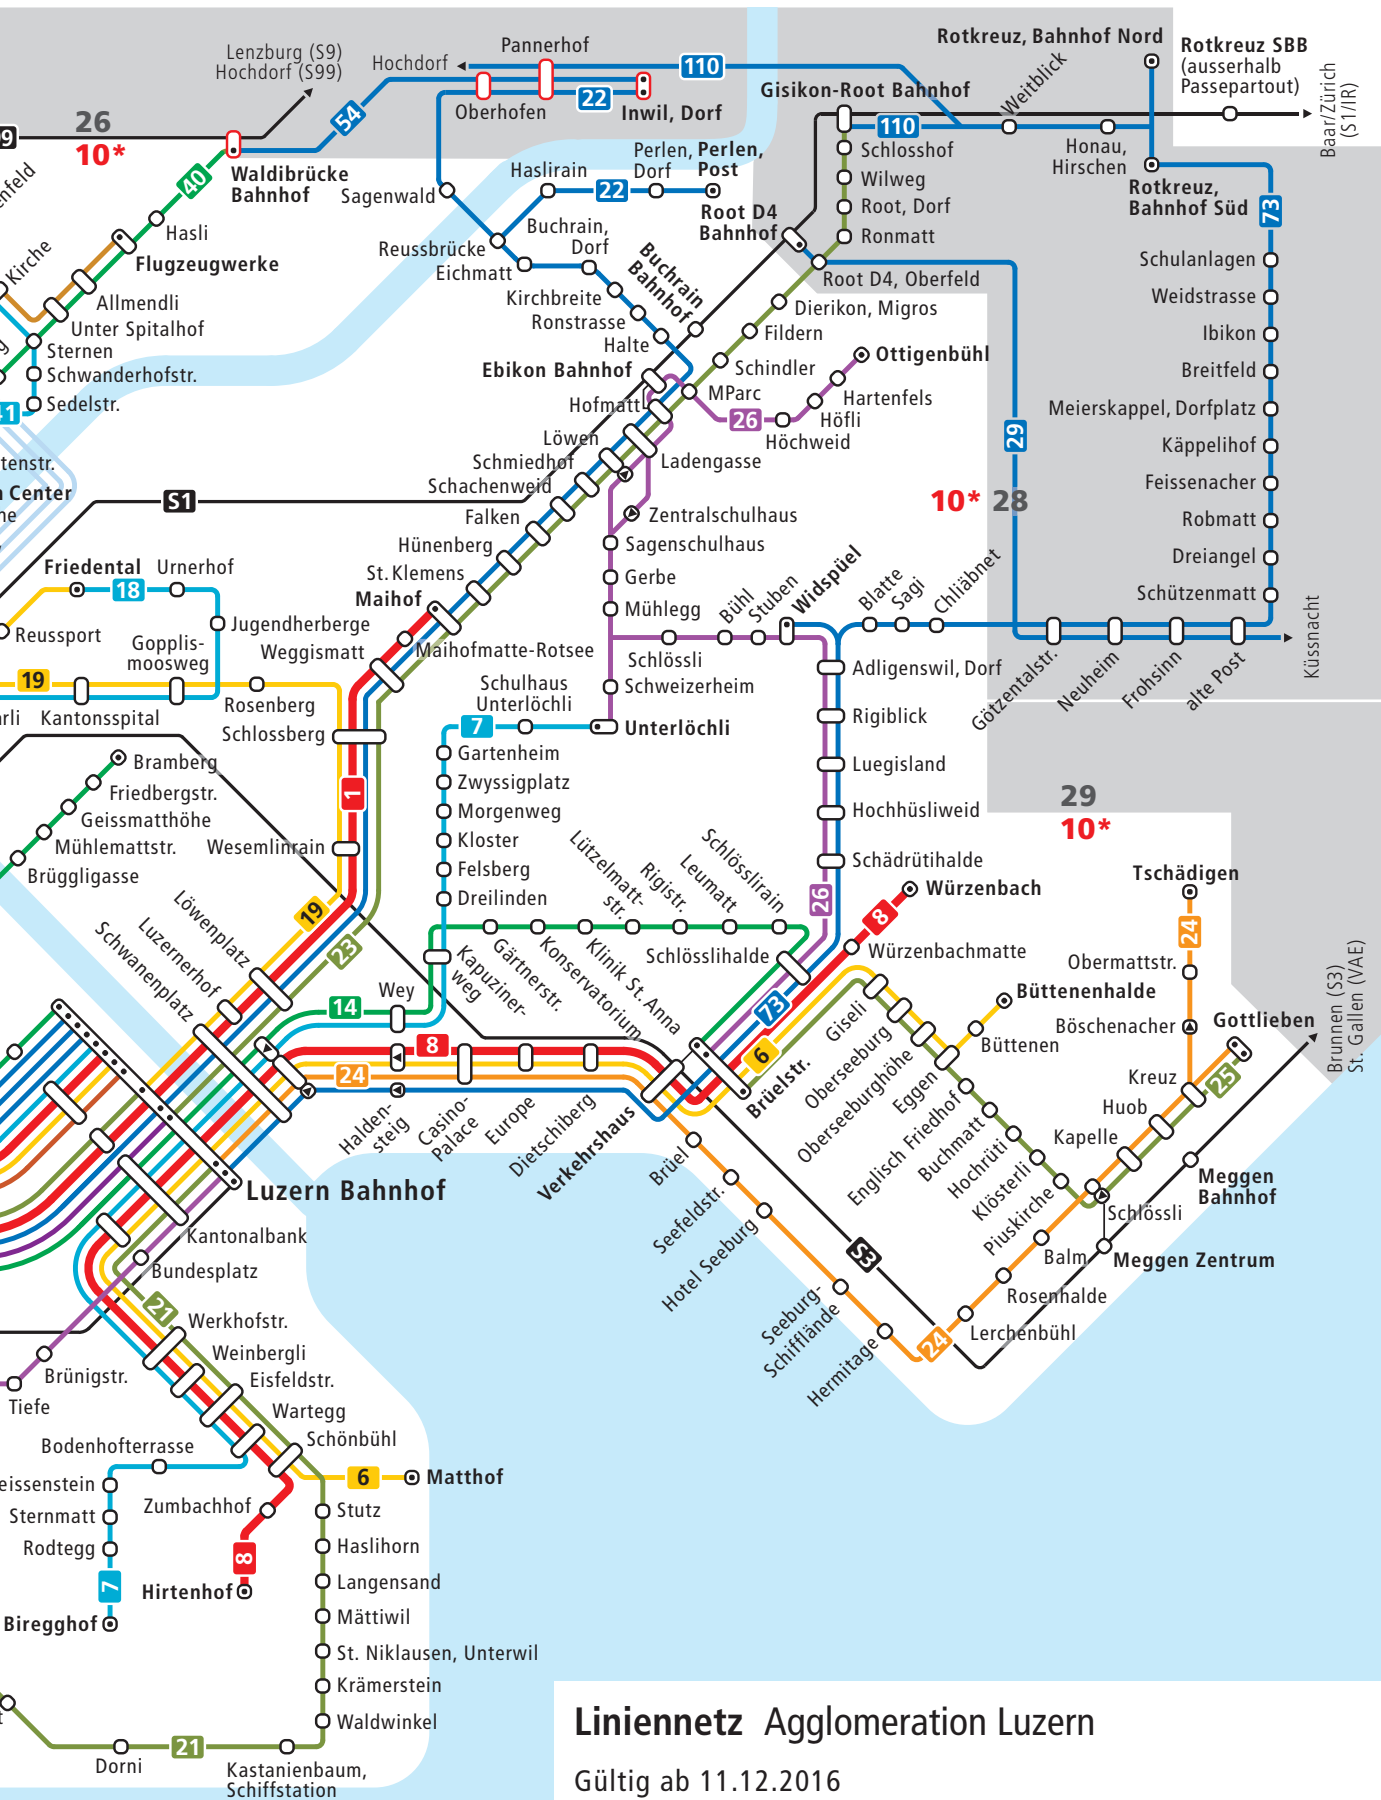 Lenzburg (S9)
Hochdorf (S99)
Hochdorf
Pannerhof
110
Rotkreuz, Bahnhof Nord
Rotkreuz SBB
(ausserhalb
Passepartout)
Baar/Zürich
(S1/IR)
Weitblick
Gisikon-Root Bahnhof
26
10*
54
Oberhofen
22
Inwil, Dorf
110
Honau,
Hirschen
Schlosshof
Wilweg
Root, Dorf
Ronmatt
Rotkreuz,
Bahnhof Süd
73
Waldibrücke
Bahnhof
40
Haslirain
Perlen,
Dorf
Perlen,
Post
22
Sagenwald
Root D4
Bahnhof
Hasli
Flugzeugwerke
Kirche
Reussbrücke
Eichmatt
Buchrain,
Dorf
Buchrain
Bahnhof
Root D4, Oberfeld
Schulanlagen
Weidstrasse
Ibikon
Breitfeld
Meierskappel, Dorfplatz
Käppelihof
Feissenacher
Robmatt
Dreiangel
Schützenmatt
Allmendli
Unter Spitalhof
Sternen
Schwanderhofstr.
Sedelstr.
Kirchbreite
Ronstrasse
Halte
Ebikon Bahnhof
Hofmatt
Dierikon, Migros
Fildern
Schindler
MParc
Ottigenbühl
Hartenfels
Höfli
Höchweid
26
29
10*
28
Löwen
Schmiedhof
Schachenweid
Falken
Hünenberg
St. Klemens
Maihof
Ladengasse
Zentralschulhaus
Sagenschulhaus
Gerbe
Mühlegg
S1
Friedental
18
Urnerhof
Reussport
Gopplis-
moosweg
Jugendherberge
Weggismatt
Maihofmatte-Rotsee
Bühl
Stuben
Widspüel
Blatte
Sagi
Chliäbnet
Küssnacht
Götzentalstr.
Neuheim
Frohsinn
alte Post
19
Kantonsspital
Rosenberg
Schlossberg
Schulhaus
Unterlöchli
Schlössli
Schweizerheim
7
Unterlöchli
Adligenswil, Dorf
Rigiblick
Luegisland
Hochhüsliweid
Schädrütihalde
Bramberg
Friedbergstr.
Geissmatthöhe
Mühlemattstr.
Brüggligasse
1
Wesemlinrain
Gartenheim
Zwyssigplatz
Morgenweg
Kloster
Felsberg
Dreilinden
29
10*
Lützelmatt-
str.
Rigistr.
Leumatt
Schlösslirain
26
8
Würzenbach
Tschädigen
24
Löwenplatz
Luzernerhof
Schwanenplatz
19
23
Kapuziner-
weg
Gärtnerstr.
Konservatorium
Klinik St. Anna
Schlösslihalde
Würzenbachmatte
Obermattstr.
Büttenenhalde
Böschenacher
Gottlieben
Brunnen (S3)
St. Gallen (VAE)
14
Wey
73
6
Brüelstr.
Giseli
Oberseeburg
Oberseeburghöhe
Eggen
Büttenen
Kreuz
25
8
24
Halden-
steig
Casino-
Palace
Europe
Dietschiberg
Verkehrshaus
Englisch Friedhof
Buchmatt
Hochrüti
Klösterli
Piuskirche
Huob
Kapelle
Luzern Bahnhof
Brüel
Seefeldstr.
Hotel Seeburg
Seeburg-
Schifflände
Hermitage
S3
24
Lerchenbühl
Rosenhalde
Balm
Schlössli
Meggen
Bahnhof
Meggen Zentrum
Kantonalbank
Bundesplatz
21
Werkhofstr.
Weinbergli
Eisfeldstr.
Wartegg
Schönbühl
Brünigstr.
Tiefe
Bodenhofterrasse
6
Matthof
Sternmatt
Rodtegg
7
Biregghof
Zumbachhof
8
Hirtenhof
Stutz
Haslihorn
Langensand
Mättiwil
St. Niklausen, Unterwil
Krämerstein
Waldwinkel
Dorni
21
Kastanienbaum,
Schiffstation
Liniennetz Agglomeration Luzern
Gültig ab 11.12.2016